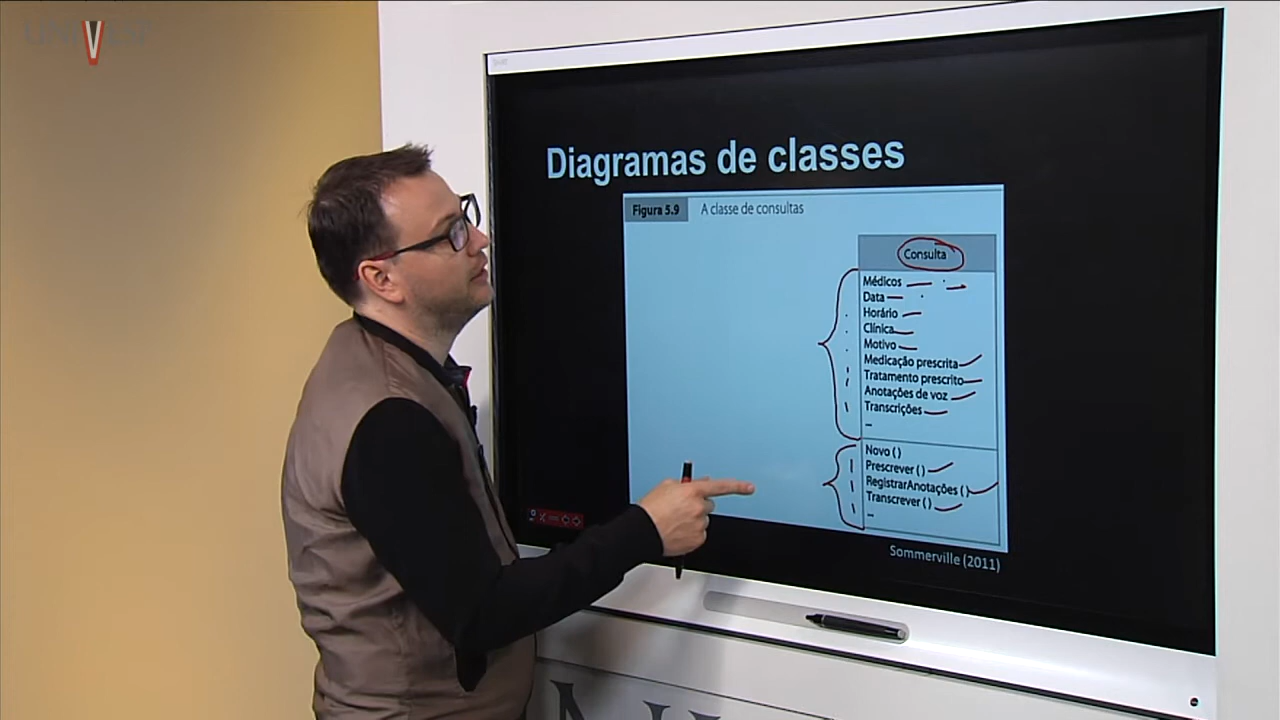 UNIVESP
Diagramas de classes
Figura 5.9 A classe de consultas
Consulta
Médicos
Data
Horário
Clínica
Motivo
Medicação prescrita
Tratamento prescrito
Anotações de voz
Transcrições
...
Novo ( )
Prescrever ( )
RegistrarAnotações ( )
Transcrever ( )
...
Sommerville (2011)